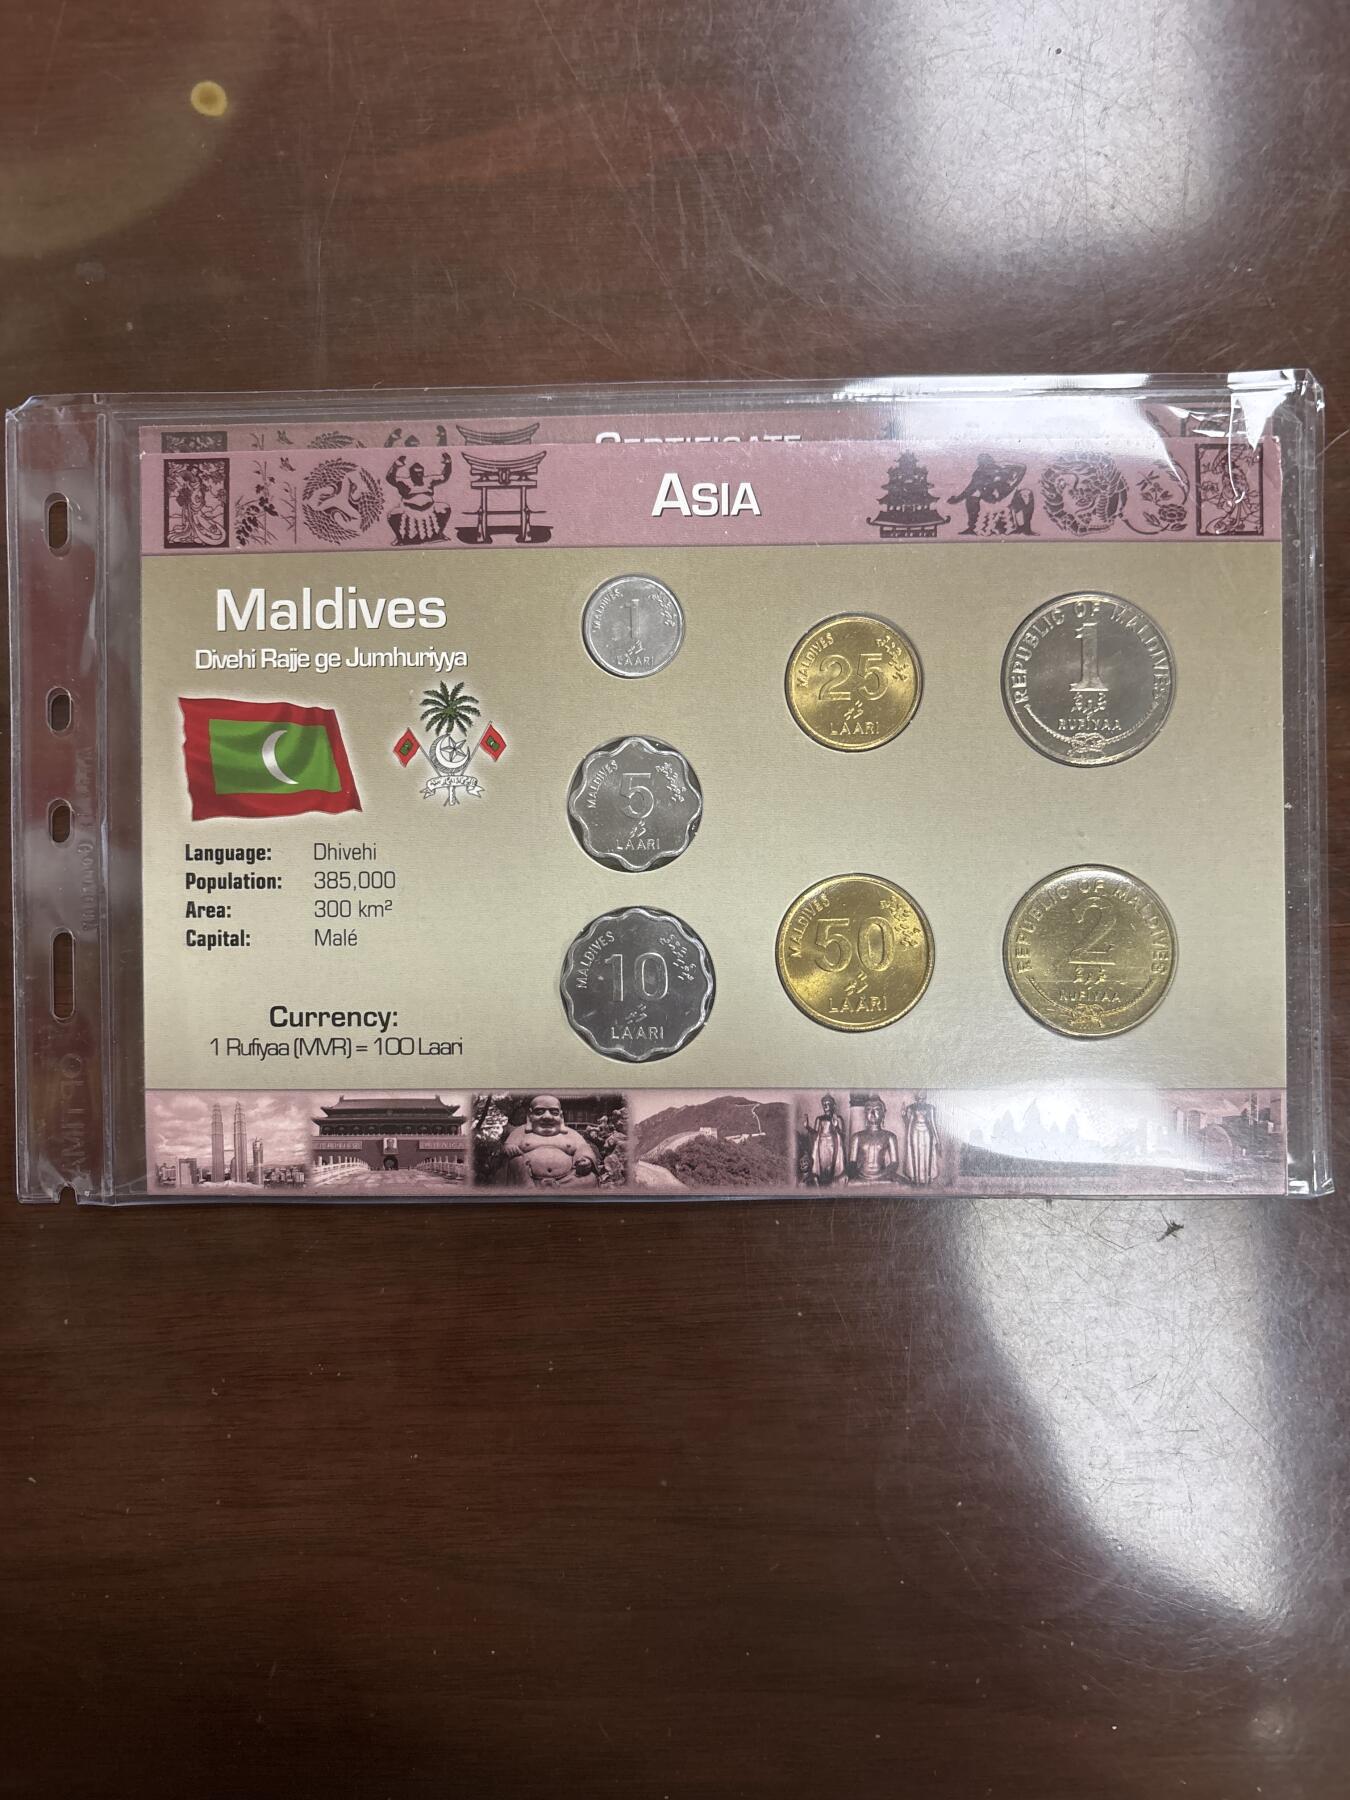 CERTIFICATE
ASIA
Maldives
Divehi Rajje ge Jumhuriyya
Language: Dhivehi
Population: 385,000
Area: 300 km²
Capital: Malé
Currency:
1 Rufiyaa (MVR) = 100 Laari
MALDIVES
1
LAARI
MALDIVES
5
LAARI
MALDIVES
10
LAARI
MALDIVES
25
LAARI
MALDIVES
50
LAARI
REPUBLIC OF MALDIVES
1
RUFIYAA
REPUBLIC OF MALDIVES
2
RUFIYAA
OPTIMA